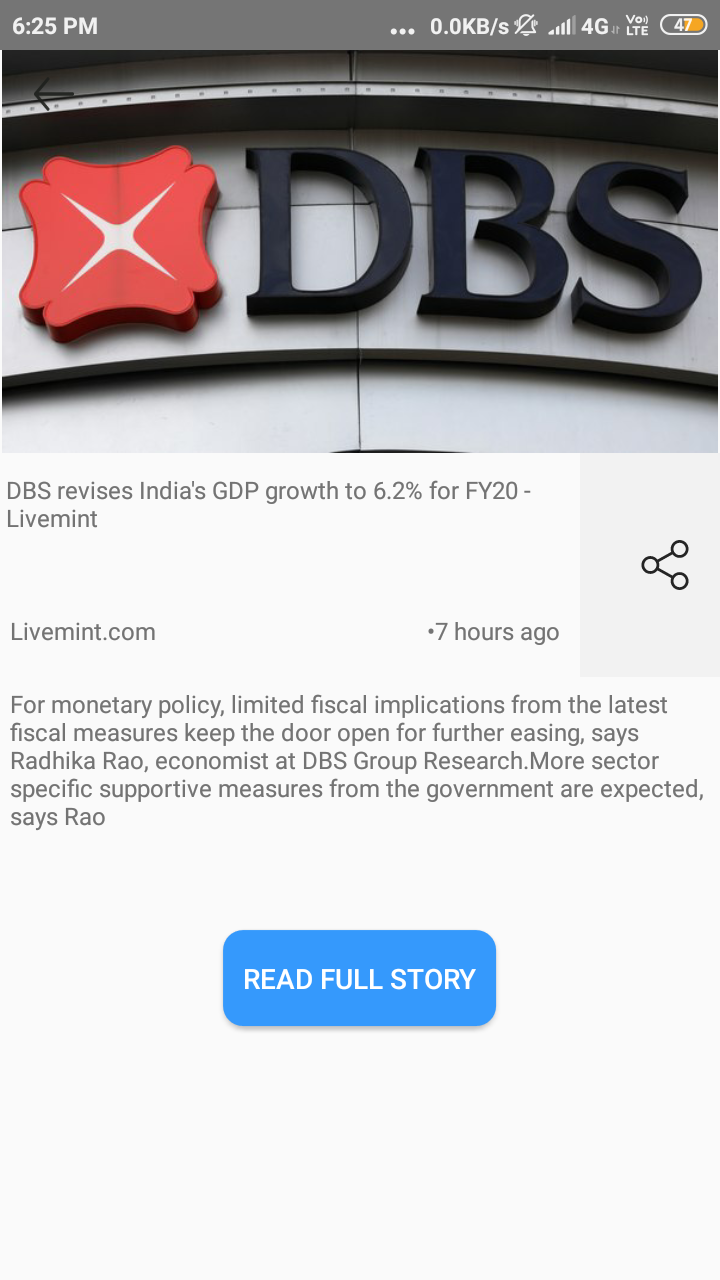 6:25 PM
... 0.0KB/s 4G Vo) LTE 47
DBS
DBS revises India's GDP growth to 6.2% for FY20 -
Livemint
Livemint.com
•7 hours ago
For monetary policy, limited fiscal implications from the latest
fiscal measures keep the door open for further easing, says
Radhika Rao, economist at DBS Group Research.More sector
specific supportive measures from the government are expected,
says Rao
READ FULL STORY